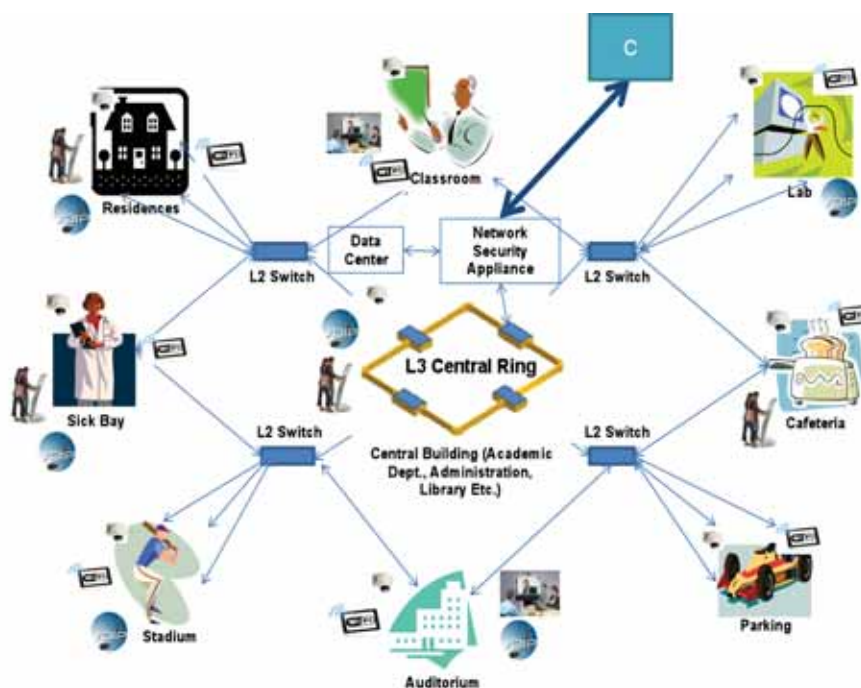 C
Classroom
Residences
Lab
Data
Center
Network
Security
Appliance
L2 Switch
L2 Switch
L3 Central Ring
Sick Bay
Cafeteria
L2 Switch
L2 Switch
Central Building (Academic
Dept., Administration,
Library Etc.)
Stadium
Parking
Auditorium